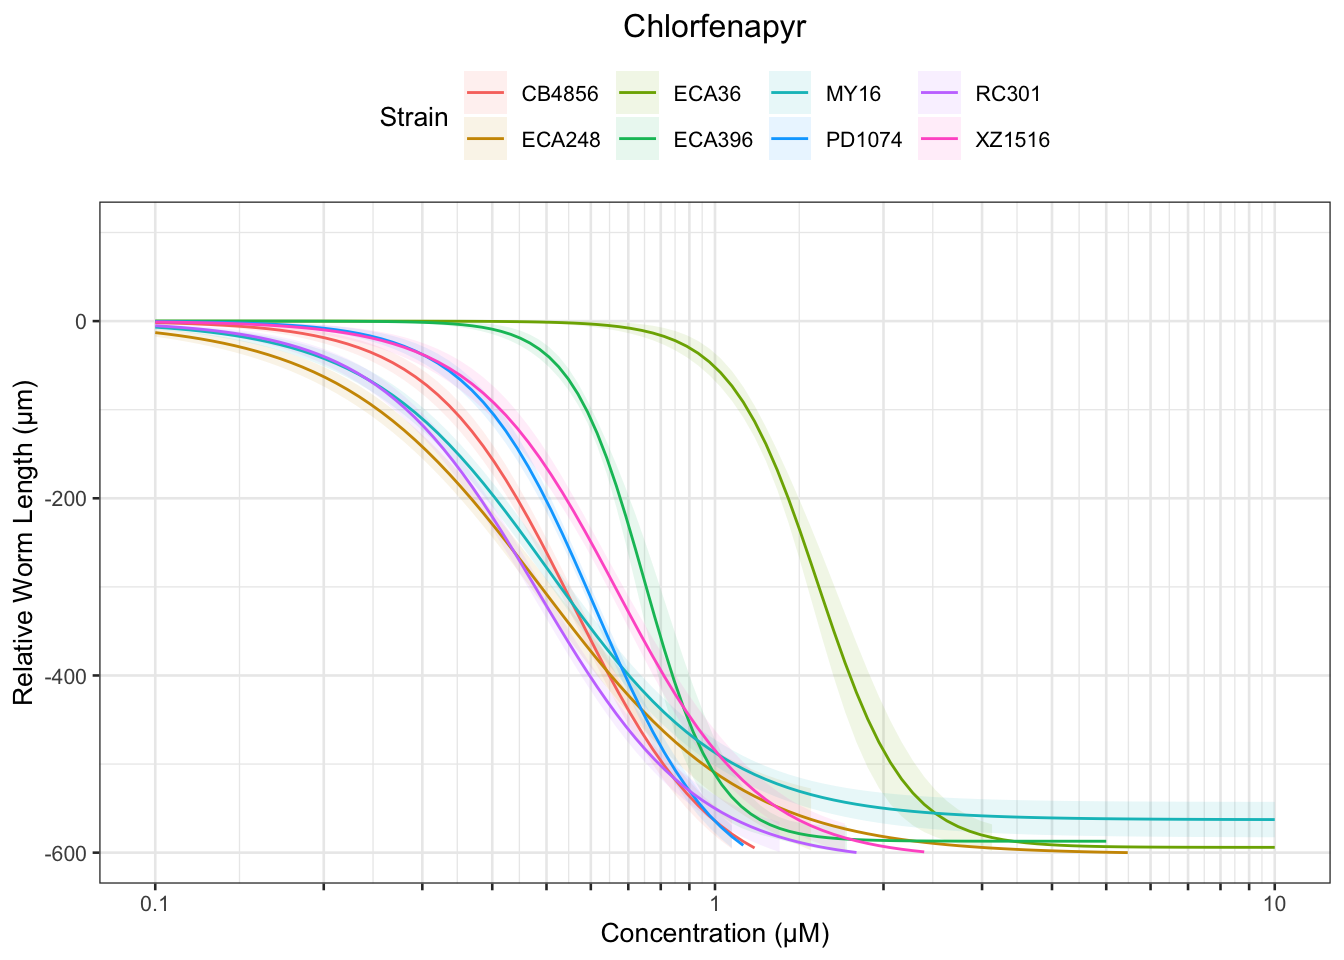 Chlorfenapyr
Strain
CB4856 ECA36 MY16 RC301
ECA248 ECA396 PD1074 XZ1516
Relative Worm Length (µm)
0
-200
-400
-600
0.1 1 10
Concentration (µM)